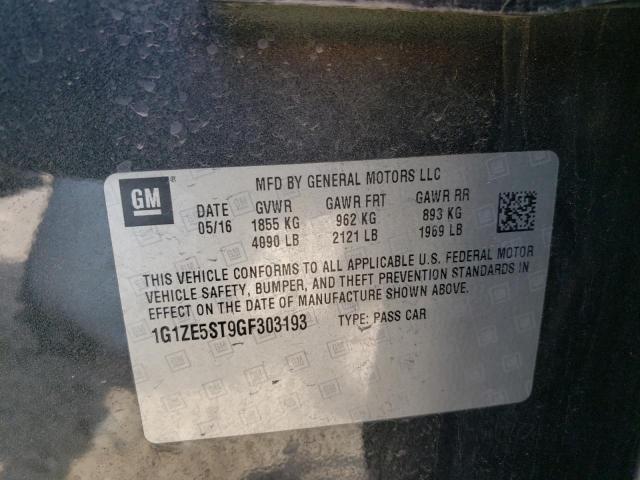 GM
MFD BY GENERAL MOTORS LLC
DATE GVWR GAWR FRT GAWR RR
05/16 1855 KG 962 KG 893 KG
4090 LB 2121 LB 1969 LB
THIS VEHICLE CONFORMS TO ALL APPLICABLE U.S. FEDERAL MOTOR
VEHICLE SAFETY, BUMPER, AND THEFT PREVENTION STANDARDS IN
EFFECT ON THE DATE OF MANUFACTURE SHOWN ABOVE.
1G1ZE5ST9GF303193 TYPE: PASS CAR